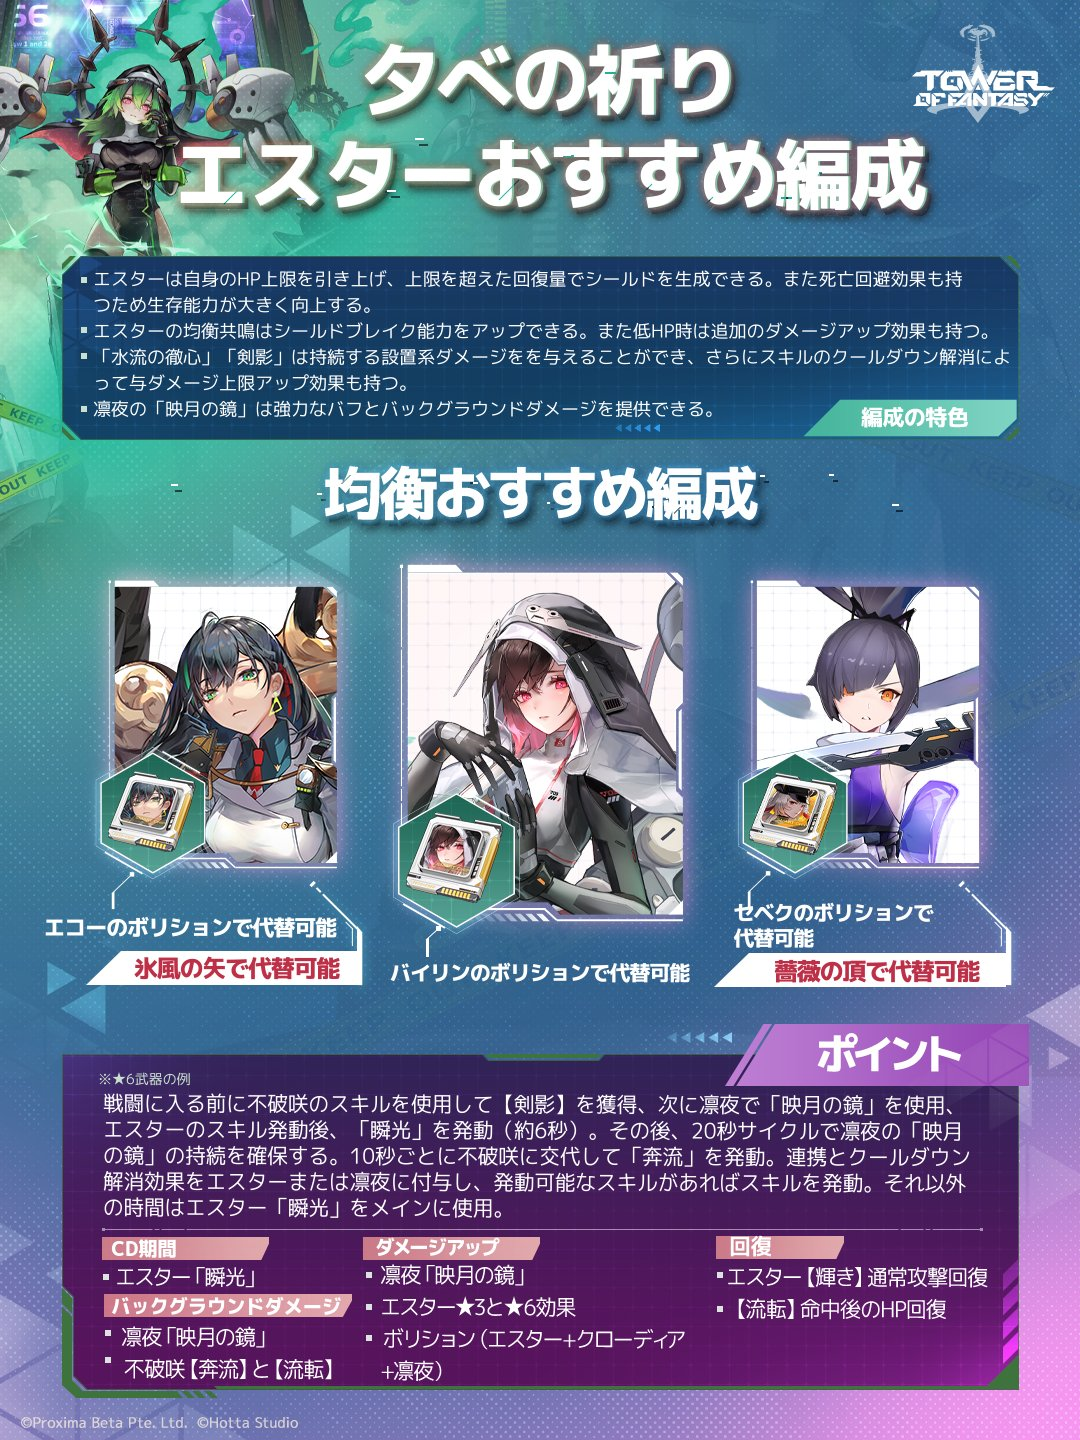 TOWER
OF FANTASY
夕べの祈り
エスターおすすめ編成
エスターは自身のHP上限を引き上げ、上限を超えた回復量でシールドを生成できる。また死亡回避効果も持
つため生存能力が大きく向上する。
エスターの均衡共鳴はシールドブレイク能力をアップできる。また低HP時は追加のダメージアップ効果も持つ。
「水流の徹心」「剣影」は持続する設置系ダメージをを与えることができ、さらにスキルのクールダウン解消によ
って与ダメージ上限アップ効果も持つ。
凛夜の「映月の鏡」は強力なバフとバックグラウンドダメージを提供できる。
編成の特色
KEEP
OUT KEEP
均衡おすすめ編成
エコーのボリションで代替可能
氷風の矢で代替可能
バイリンのボリションで代替可能
セベクのボリションで
代替可能
薔薇の頂で代替可能
ポイント
※★6武器の例
戦闘に入る前に不破咲のスキルを使用して【剣影】を獲得、次に凛夜で「映月の鏡」を使用、
エスターのスキル発動後、「瞬光」を発動（約6秒）。その後、20秒サイクルで凛夜の「映月
の鏡」の持続を確保する。10秒ごとに不破咲に交代して「奔流」を発動。連携とクールダウン
解消効果をエスターまたは凛夜に付与し、発動可能なスキルがあればスキルを発動。それ以外
の時間はエスター「瞬光」をメインに使用。
CD期間
エスター「瞬光」
バックグラウンドダメージ
凛夜「映月の鏡」
不破咲【奔流】と【流転】
ダメージアップ
凛夜「映月の鏡」
エスター★3と★6効果
ボリション（エスター+クローディア
+凛夜）
回復
エスター【輝き】通常攻撃回復
【流転】命中後のHP回復
©Proxima Beta Pte. Ltd. ©Hotta Studio